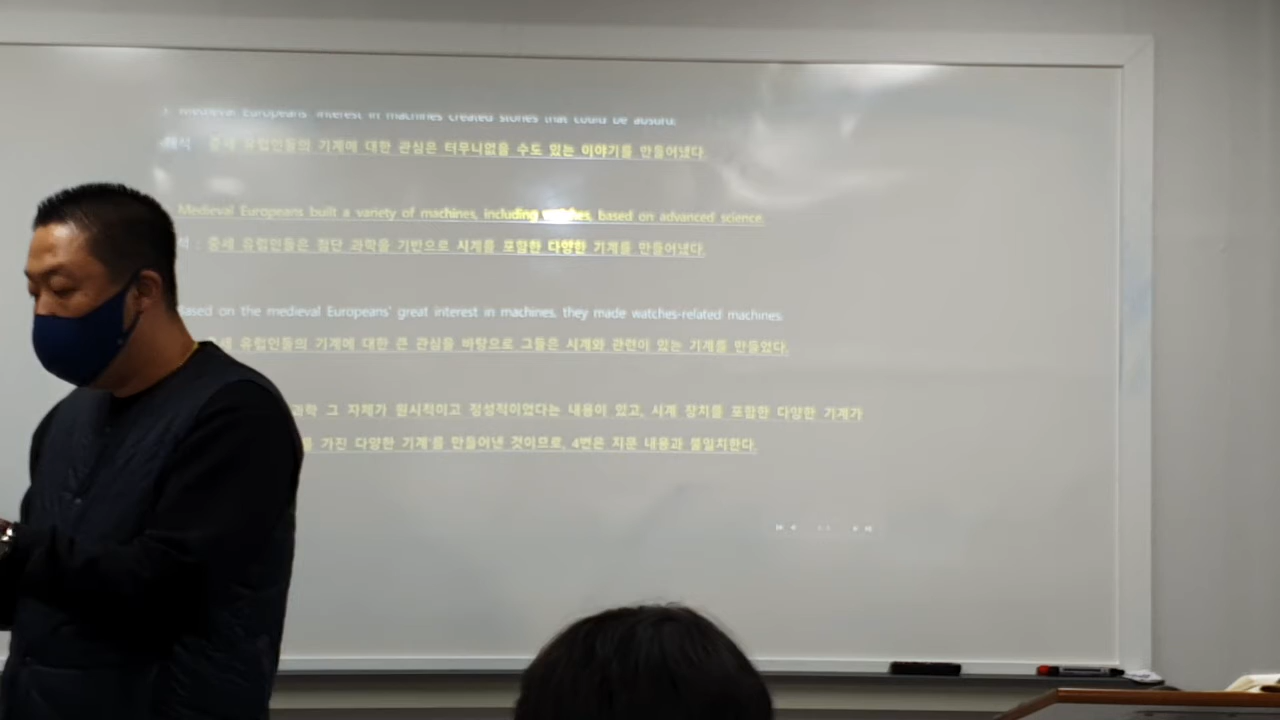 Medieval Europeans' interest in machines created stories that could be absurd.
해석 : 중세 유럽인들의 기계에 대한 관심은 터무니없을 수도 있는 이야기를 만들어냈다.
Medieval Europeans built a variety of machines, including watches, based on advanced science.
석 : 중세 유럽인들은 첨단 과학을 기반으로 시계를 포함한 다양한 기계를 만들어냈다.
Based on the medieval Europeans' great interest in machines, they made watches-related machines.
중세 유럽인들의 기계에 대한 큰 관심을 바탕으로 그들은 시계와 관련이 있는 기계를 만들었다.
과학 그 자체가 원시적이고 정성적이었다는 내용이 있고, 시계 장치를 포함한 다양한 기계가
를 가진 다양한 기계'를 만들어낸 것이므로, 4번은 지문 내용과 불일치한다.